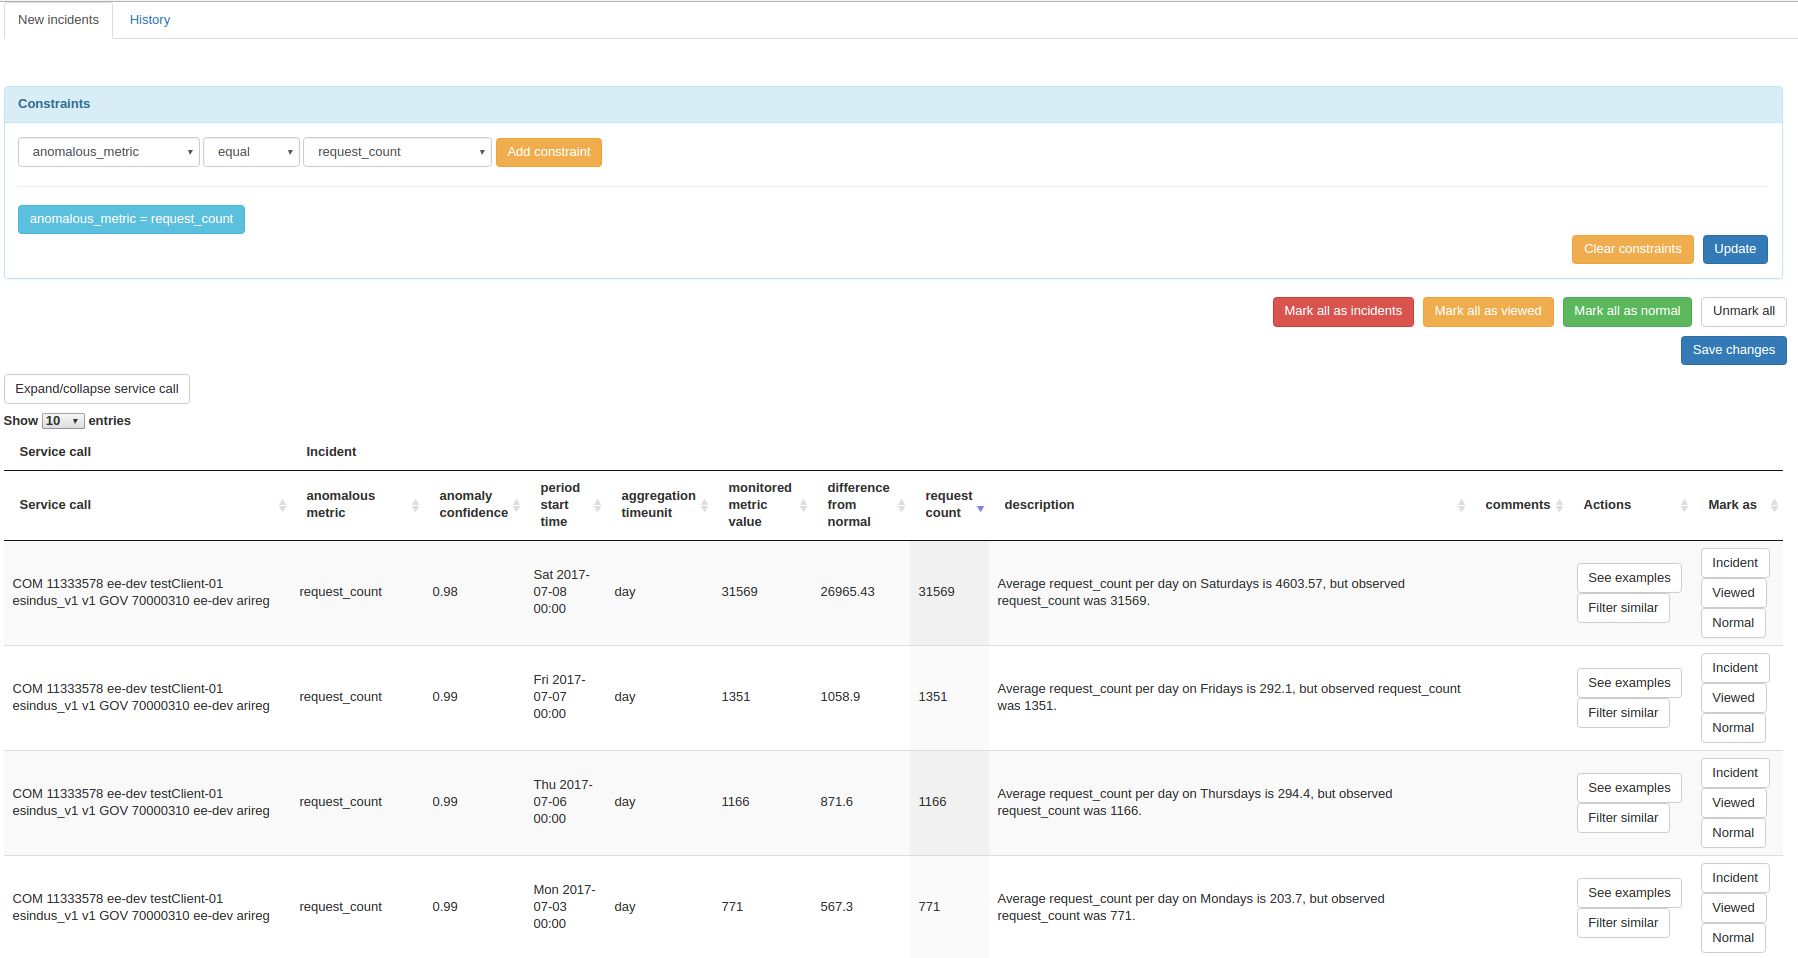 New incidents History
Constraints
anomalous_metric equal request_count Add constraint
anomalous_metric = request_count
Clear constraints Update
Mark all as incidents Mark all as viewed Mark all as normal Unmark all
Save changes
Expand/collapse service call
Show 10 entries
Service call Incident
Service call
anomalous
metric
anomaly
confidence
period
start
time
aggregation
timeunit
monitored
metric
value
difference
from
normal
request
count
description
comments
Actions
Mark as
COM 11333578 ee-dev testClient-01
esindus_v1 v1 GOV 70000310 ee-dev arireg
request_count
0.98
Sat 2017-
07-08
00:00
day
31569
26965.43
31569
Average request_count per day on Saturdays is 4603.57, but observed
request_count was 31569.
See examples
Filter similar
Incident
Viewed
Normal
COM 11333578 ee-dev testClient-01
esindus_v1 v1 GOV 70000310 ee-dev arireg
request_count
0.99
Fri 2017-
07-07
00:00
day
1351
1058.9
1351
Average request_count per day on Fridays is 292.1, but observed request_count
was 1351.
See examples
Filter similar
Incident
Viewed
Normal
COM 11333578 ee-dev testClient-01
esindus_v1 v1 GOV 70000310 ee-dev arireg
request_count
0.99
Thu 2017-
07-06
00:00
day
1166
871.6
1166
Average request_count per day on Thursdays is 294.4, but observed
request_count was 1166.
See examples
Filter similar
Incident
Viewed
Normal
COM 11333578 ee-dev testClient-01
esindus_v1 v1 GOV 70000310 ee-dev arireg
request_count
0.99
Mon 2017-
07-03
00:00
day
771
567.3
771
Average request_count per day on Mondays is 203.7, but observed
request_count was 771.
See examples
Filter similar
Incident
Viewed
Normal